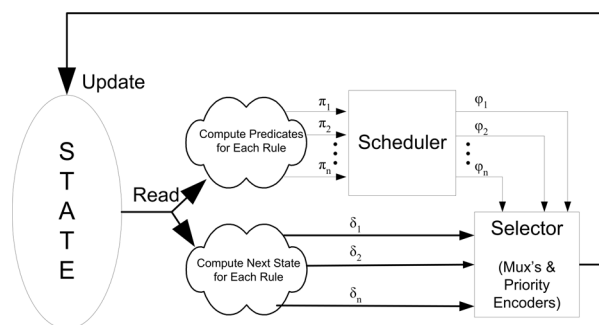 Update
STATE
Read
Compute Predicates
for Each Rule
π1
π2
πn
Scheduler
φ1
φ2
φn
Compute Next State
for Each Rule
δ1
δ2
δn
Selector
(Mux's &
Priority
Encoders)